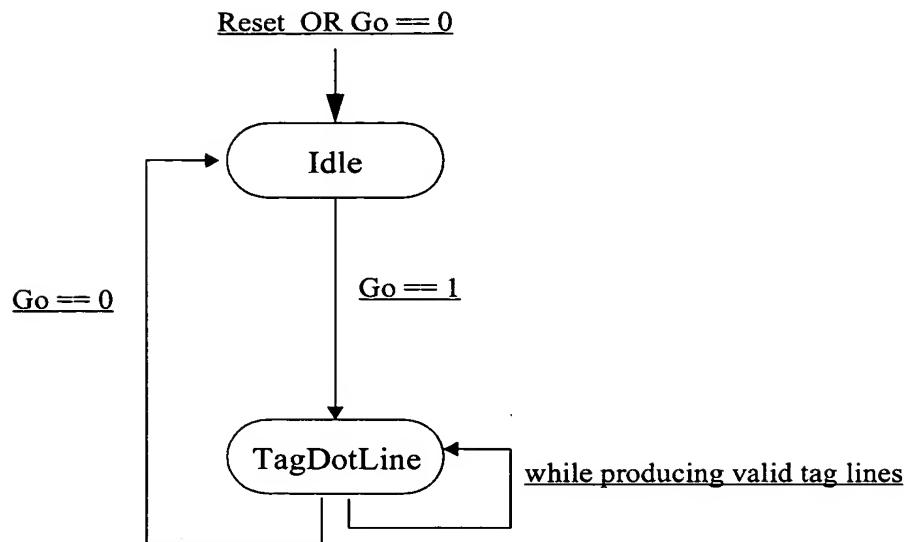 Reset OR Go == 0
Idle
Go == 0
Go == 1
TagDotLine
while producing valid tag lines